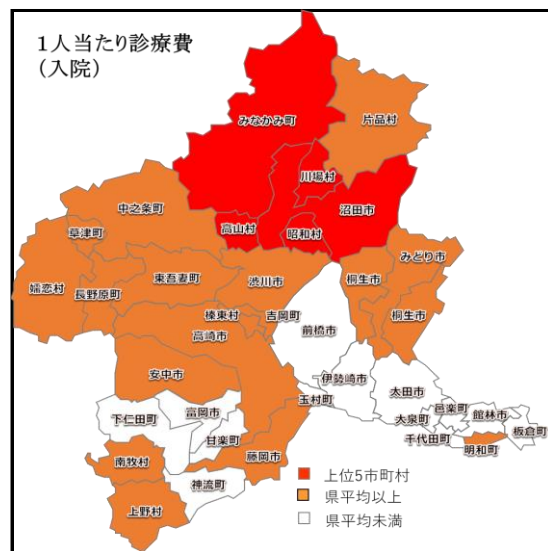 1人当たり診療費
(入院)
みなかみ町
片品村
川場村
沼田市
中之条町
高山村
昭和村
草津町
みどり市
嬬恋村
長野原町
東吾妻町
渋川市
桐生市
榛東村
吉岡町
桐生市
高崎市
前橋市
安中市
伊勢崎市
太田市
玉村町
富岡市
下仁田町
邑楽町
館林市
大泉町
板倉町
甘楽町
千代田町
明和町
南牧村
藤岡市
神流町
上野村
上位5市町村
県平均以上
県平均未満